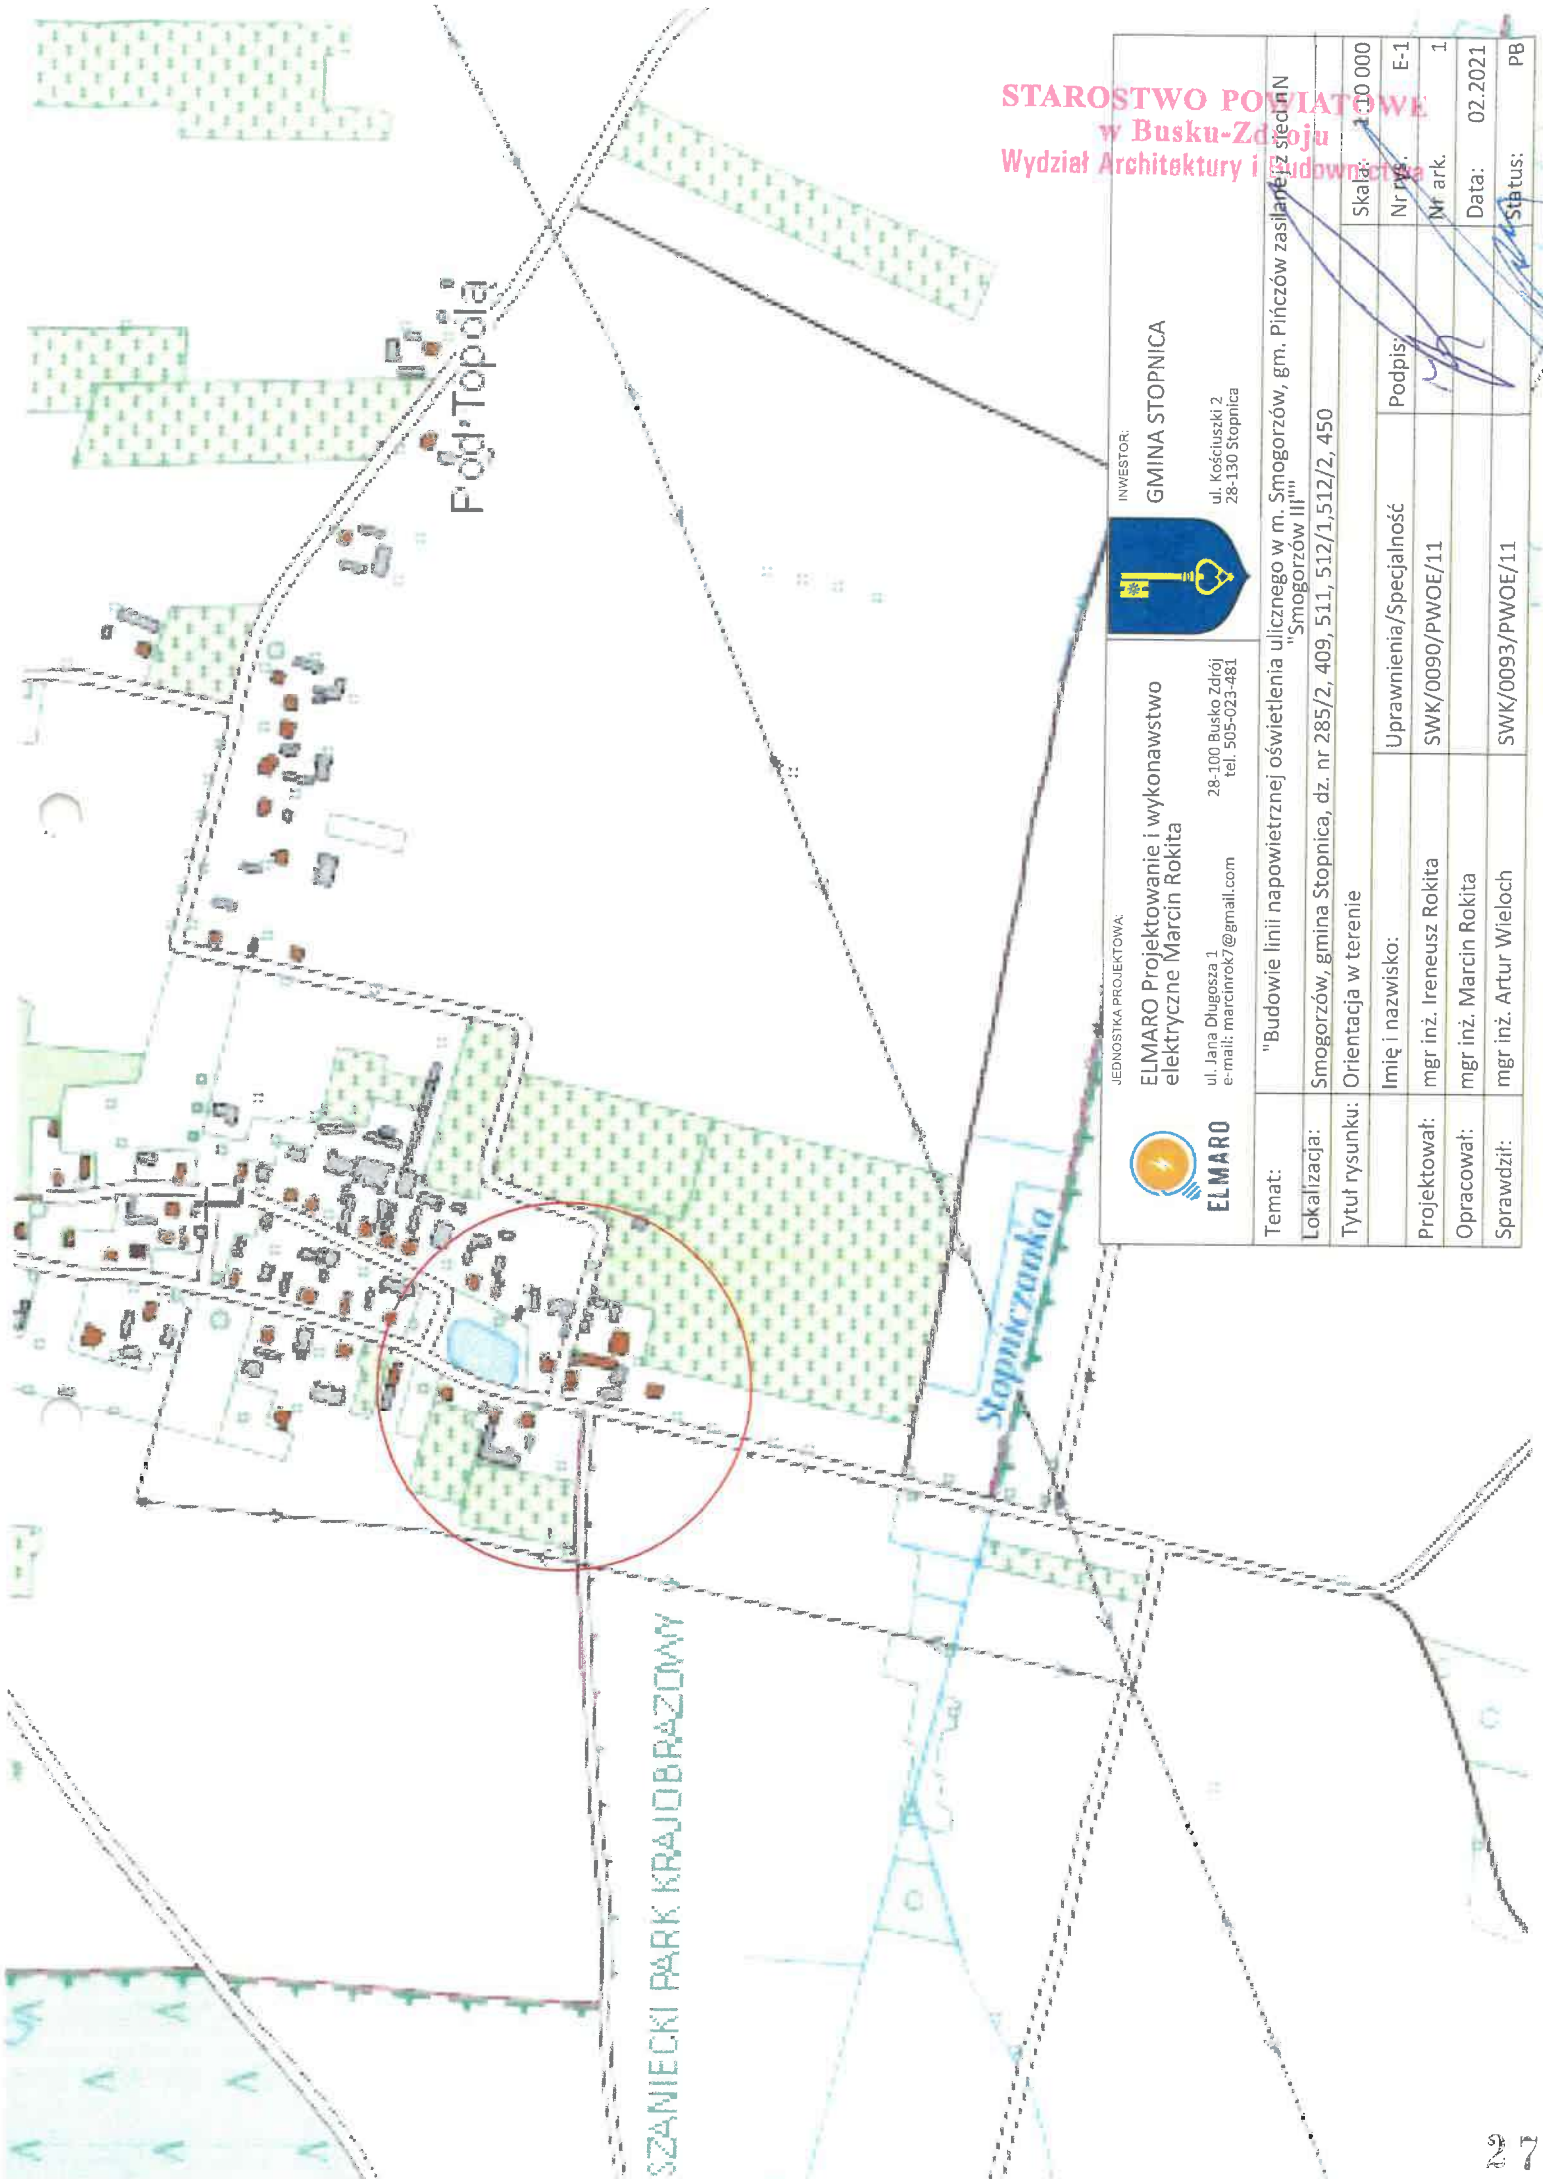 STAROSTWO POWIATOWE
w Busku-Zdroju
Wydział Architektury i Budownictwa
Pod Topolą
SZANIECKI PARK KRAJOBRAZOWY
Stopniczanka
JEDNOSTKA PROJEKTOWA:
ELMARO
ELMARO Projektowanie i wykonawstwo
elektryczne Marcin Rokita
ul. Jana Długosza 1
28-100 Busko Zdrój
e-mail: marcinrok7@gmail.com
tel. 505-023-481
INWESTOR:
GMINA STOPNICA
ul. Kościuszki 2
28-130 Stopnica
Temat:
"Budowie linii napowietrznej oświetlenia ulicznego w m. Smogorzów, gm. Pińczów zasilanej z sieci nN
"Smogorzów III""
Lokalizacja: Smogorzów, gmina Stopnica, dz. nr 285/2, 409, 511, 512/1,512/2, 450
Tytuł rysunku: Orientacja w terenie
Skala: 1:10 000
Imię i nazwisko: Uprawnienia/Specjalność Podpis: Nr rys. E-1
Projektował: mgr inż. Ireneusz Rokita SWK/0090/PWOE/11 Nr ark. 1
Opracował: mgr inż. Marcin Rokita Data: 02.2021
Sprawdził: mgr inż. Artur Wieloch SWK/0093/PWOE/11 Status: PB
27